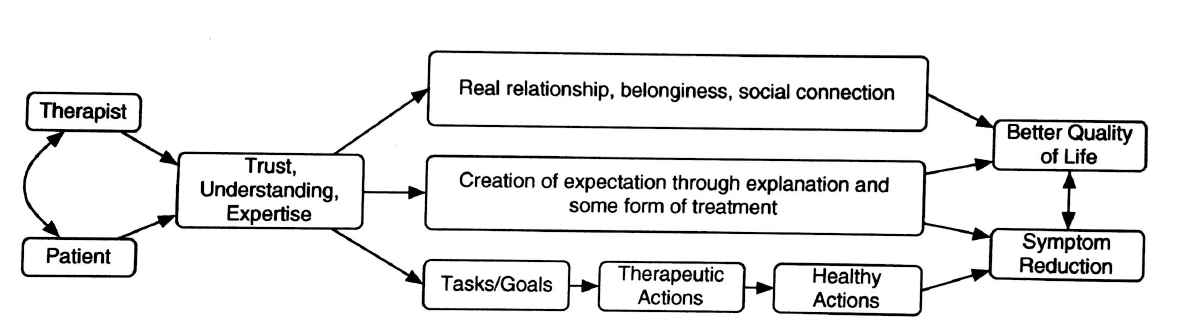 Therapist
Patient
Trust,
Understanding,
Expertise
Real relationship, belonginess, social connection
Creation of expectation through explanation and
some form of treatment
Tasks/Goals
Therapeutic
Actions
Healthy
Actions
Better Quality
of Life
Symptom
Reduction